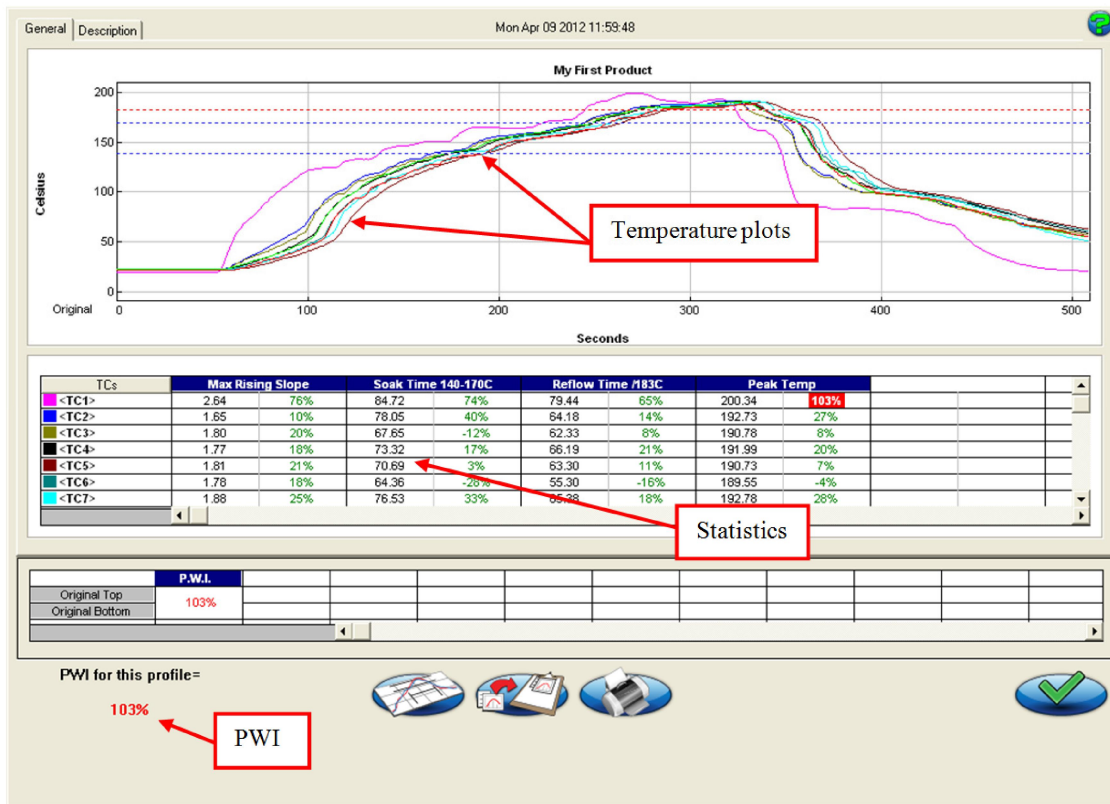 General Description Mon Apr 09 2012 11:59:48
My First Product
200
150
100
50
0
Celsius
Original 0 100 200 300 400 500
Seconds
Temperature plots
TCs Max Rising Slope Soak Time 140-170C Reflow Time /183C Peak Temp
<TC1> 2.64 76% 84.72 74% 79.44 65% 200.34 103%
<TC2> 1.65 10% 78.05 40% 64.18 14% 192.73 27%
<TC3> 1.80 20% 67.65 -12% 62.33 8% 190.78 8%
<TC4> 1.77 18% 73.32 17% 66.19 21% 191.99 20%
<TC5> 1.81 21% 70.69 3% 63.30 11% 190.73 7%
<TC6> 1.78 18% 64.36 -28% 55.30 -16% 189.55 -4%
<TC7> 1.88 25% 76.53 33% 65.38 18% 192.78 28%
Statistics
P.W.I.
Original Top
103%
Original Bottom
PWI for this profile=
103%
PWI